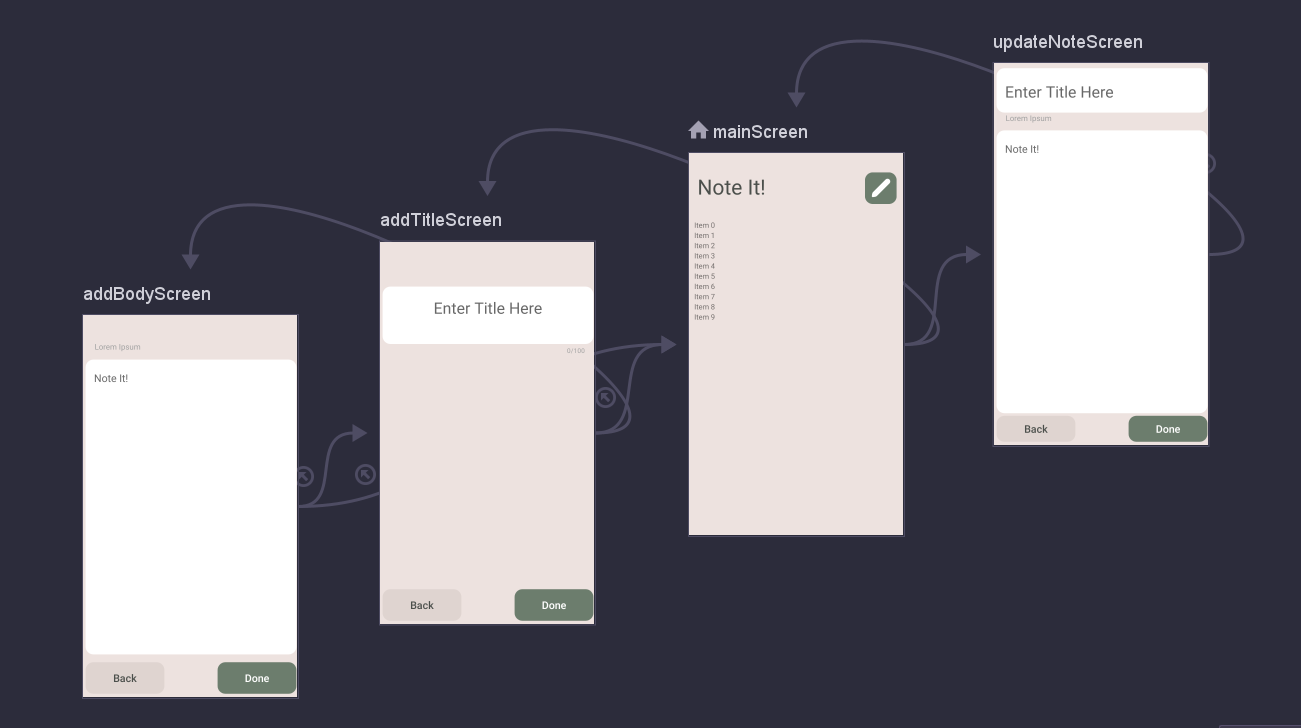 updateNoteScreen
Enter Title Here
Lorem Ipsum
Note It!
Back
Done
mainScreen
Note It!
Item 0
Item 1
Item 2
Item 3
Item 4
Item 5
Item 6
Item 7
Item 8
Item 9
addTitleScreen
Enter Title Here
0/100
Back
Done
addBodyScreen
Lorem Ipsum
Note It!
Back
Done